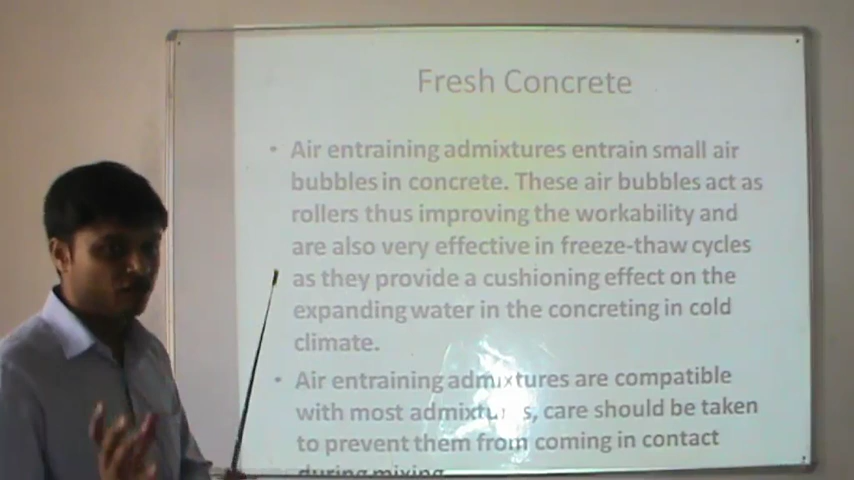 Fresh Concrete
• Air entraining admixtures entrain small air
bubbles in concrete. These air bubbles act as
rollers thus improving the workability and
are also very effective in freeze-thaw cycles
as they provide a cushioning effect on the
expanding water in the concreting in cold
climate.
• Air entraining admixtures are compatible
with most admixtures, care should be taken
to prevent them from coming in contact
during mixing